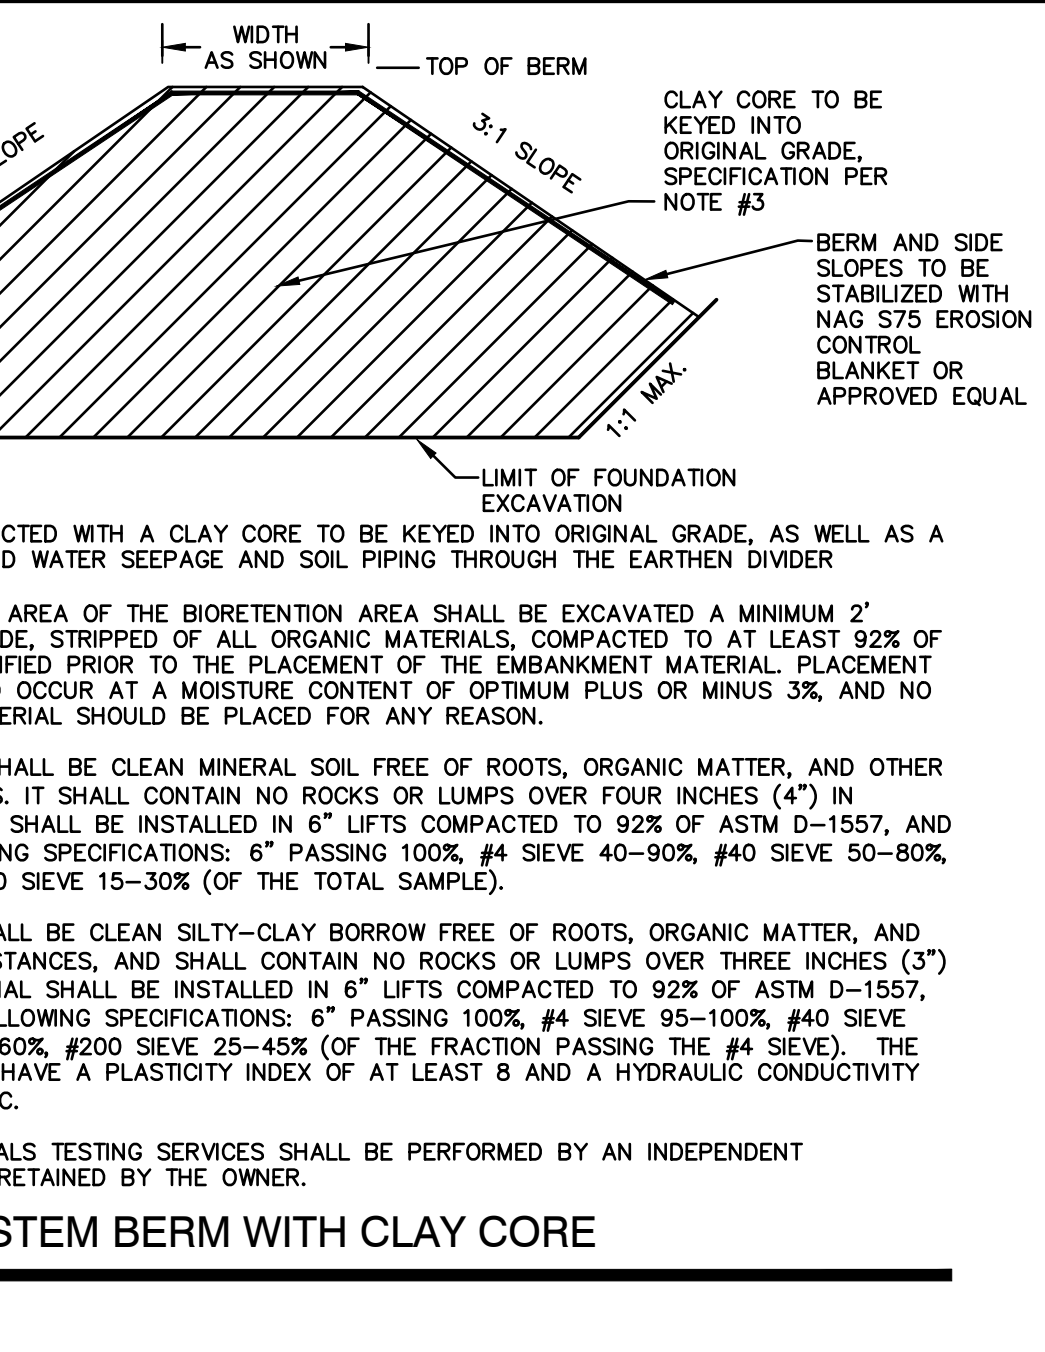 WIDTH
AS SHOWN
TOP OF BERM
3:1 SLOPE
CLAY CORE TO BE
KEYED INTO
ORIGINAL GRADE,
SPECIFICATION PER
NOTE #3
BERM AND SIDE
SLOPES TO BE
STABILIZED WITH
NAG S75 EROSION
CONTROL
BLANKET OR
APPROVED EQUAL
1:1 MAX.
LIMIT OF FOUNDATION
EXCAVATION
CTED WITH A CLAY CORE TO BE KEYED INTO ORIGINAL GRADE, AS WELL AS A
D WATER SEEPAGE AND SOIL PIPING THROUGH THE EARTHEN DIVIDER
AREA OF THE BIORETENTION AREA SHALL BE EXCAVATED A MINIMUM 2'
DE, STRIPPED OF ALL ORGANIC MATERIALS, COMPACTED TO AT LEAST 92% OF
IFIED PRIOR TO THE PLACEMENT OF THE EMBANKMENT MATERIAL. PLACEMENT
OCCUR AT A MOISTURE CONTENT OF OPTIMUM PLUS OR MINUS 3%, AND NO
ERIAL SHOULD BE PLACED FOR ANY REASON.
HALL BE CLEAN MINERAL SOIL FREE OF ROOTS, ORGANIC MATTER, AND OTHER
S. IT SHALL CONTAIN NO ROCKS OR LUMPS OVER FOUR INCHES (4") IN
SHALL BE INSTALLED IN 6" LIFTS COMPACTED TO 92% OF ASTM D-1557, AND
NG SPECIFICATIONS: 6" PASSING 100%, #4 SIEVE 40-90%, #40 SIEVE 50-80%,
0 SIEVE 15-30% (OF THE TOTAL SAMPLE).
ALL BE CLEAN SILTY-CLAY BORROW FREE OF ROOTS, ORGANIC MATTER, AND
STANCES, AND SHALL CONTAIN NO ROCKS OR LUMPS OVER THREE INCHES (3")
IAL SHALL BE INSTALLED IN 6" LIFTS COMPACTED TO 92% OF ASTM D-1557,
LLOWING SPECIFICATIONS: 6" PASSING 100%, #4 SIEVE 95-100%, #40 SIEVE
60%, #200 SIEVE 25-45% (OF THE FRACTION PASSING THE #4 SIEVE). THE
HAVE A PLASTICITY INDEX OF AT LEAST 8 AND A HYDRAULIC CONDUCTIVITY
C.
ALS TESTING SERVICES SHALL BE PERFORMED BY AN INDEPENDENT
RETAINED BY THE OWNER.
STEM BERM WITH CLAY CORE